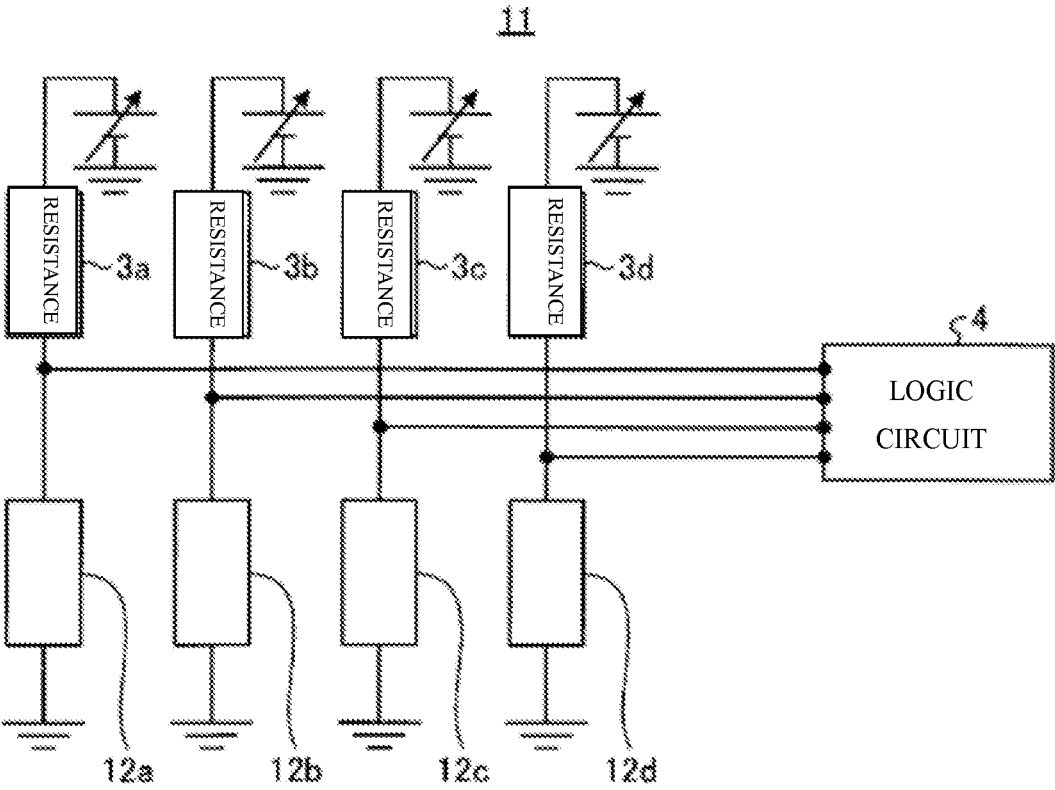 11
RESISTANCE
3a
RESISTANCE
3b
RESISTANCE
3c
RESISTANCE
3d
4
LOGIC
CIRCUIT
12a
12b
12c
12d